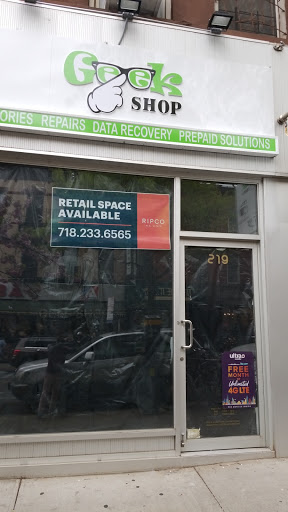 Geek
SHOP
ORIES REPAIRS DATA RECOVERY PREPAID SOLUTIONS
RETAIL SPACE
AVAILABLE
718.233.6565
RIPCO
219
ultra
FREE
MONTH
Unlimited
4G LTE